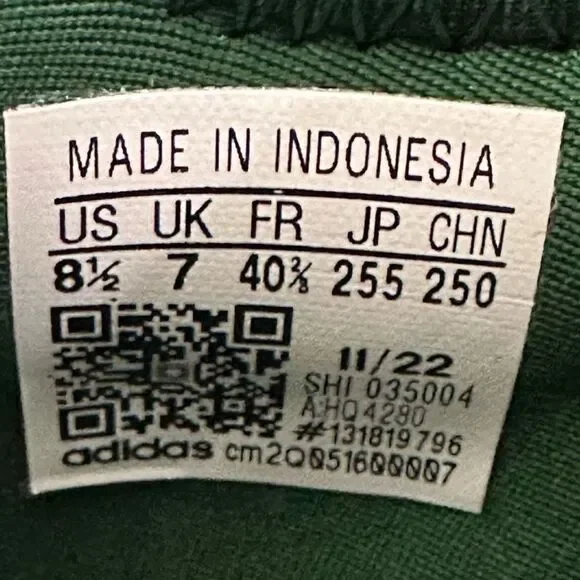 MADE IN INDONESIA
US UK FR JP CHN
8½ 7 40⅔ 255 250
11/22
SHI 035004
A:HQ4280
#131819796
adidas cm2Q051600007